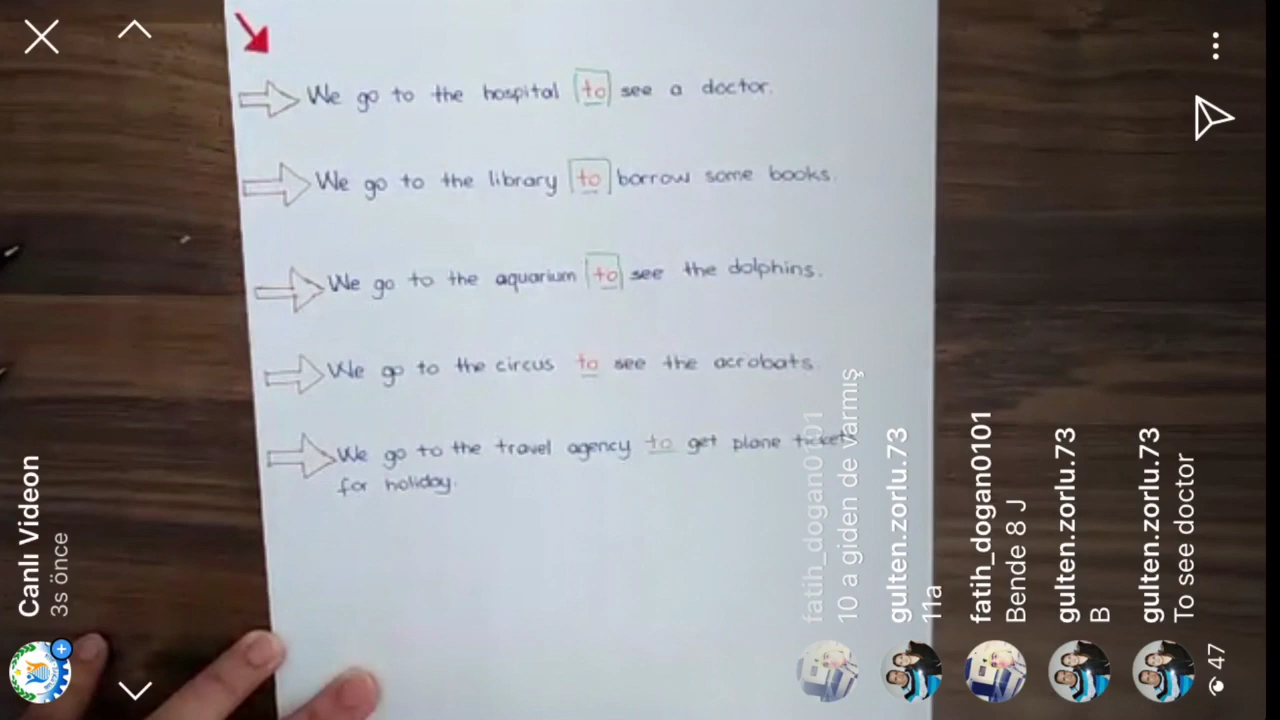 We go to the hospital to see a doctor.
We go to the library to borrow some books.
We go to the aquarium to see the dolphins.
We go to the circus to see the acrobats.
We go to the travel agency to get plane ticket
for holiday.
Canlı Videon
3s önce
fatih_dogan0101
10 a giden de varmış
gulten.zorlu.73
11a
fatih_dogan0101
Bende 8 J
gulten.zorlu.73
B
gulten.zorlu.73
To see doctor
47